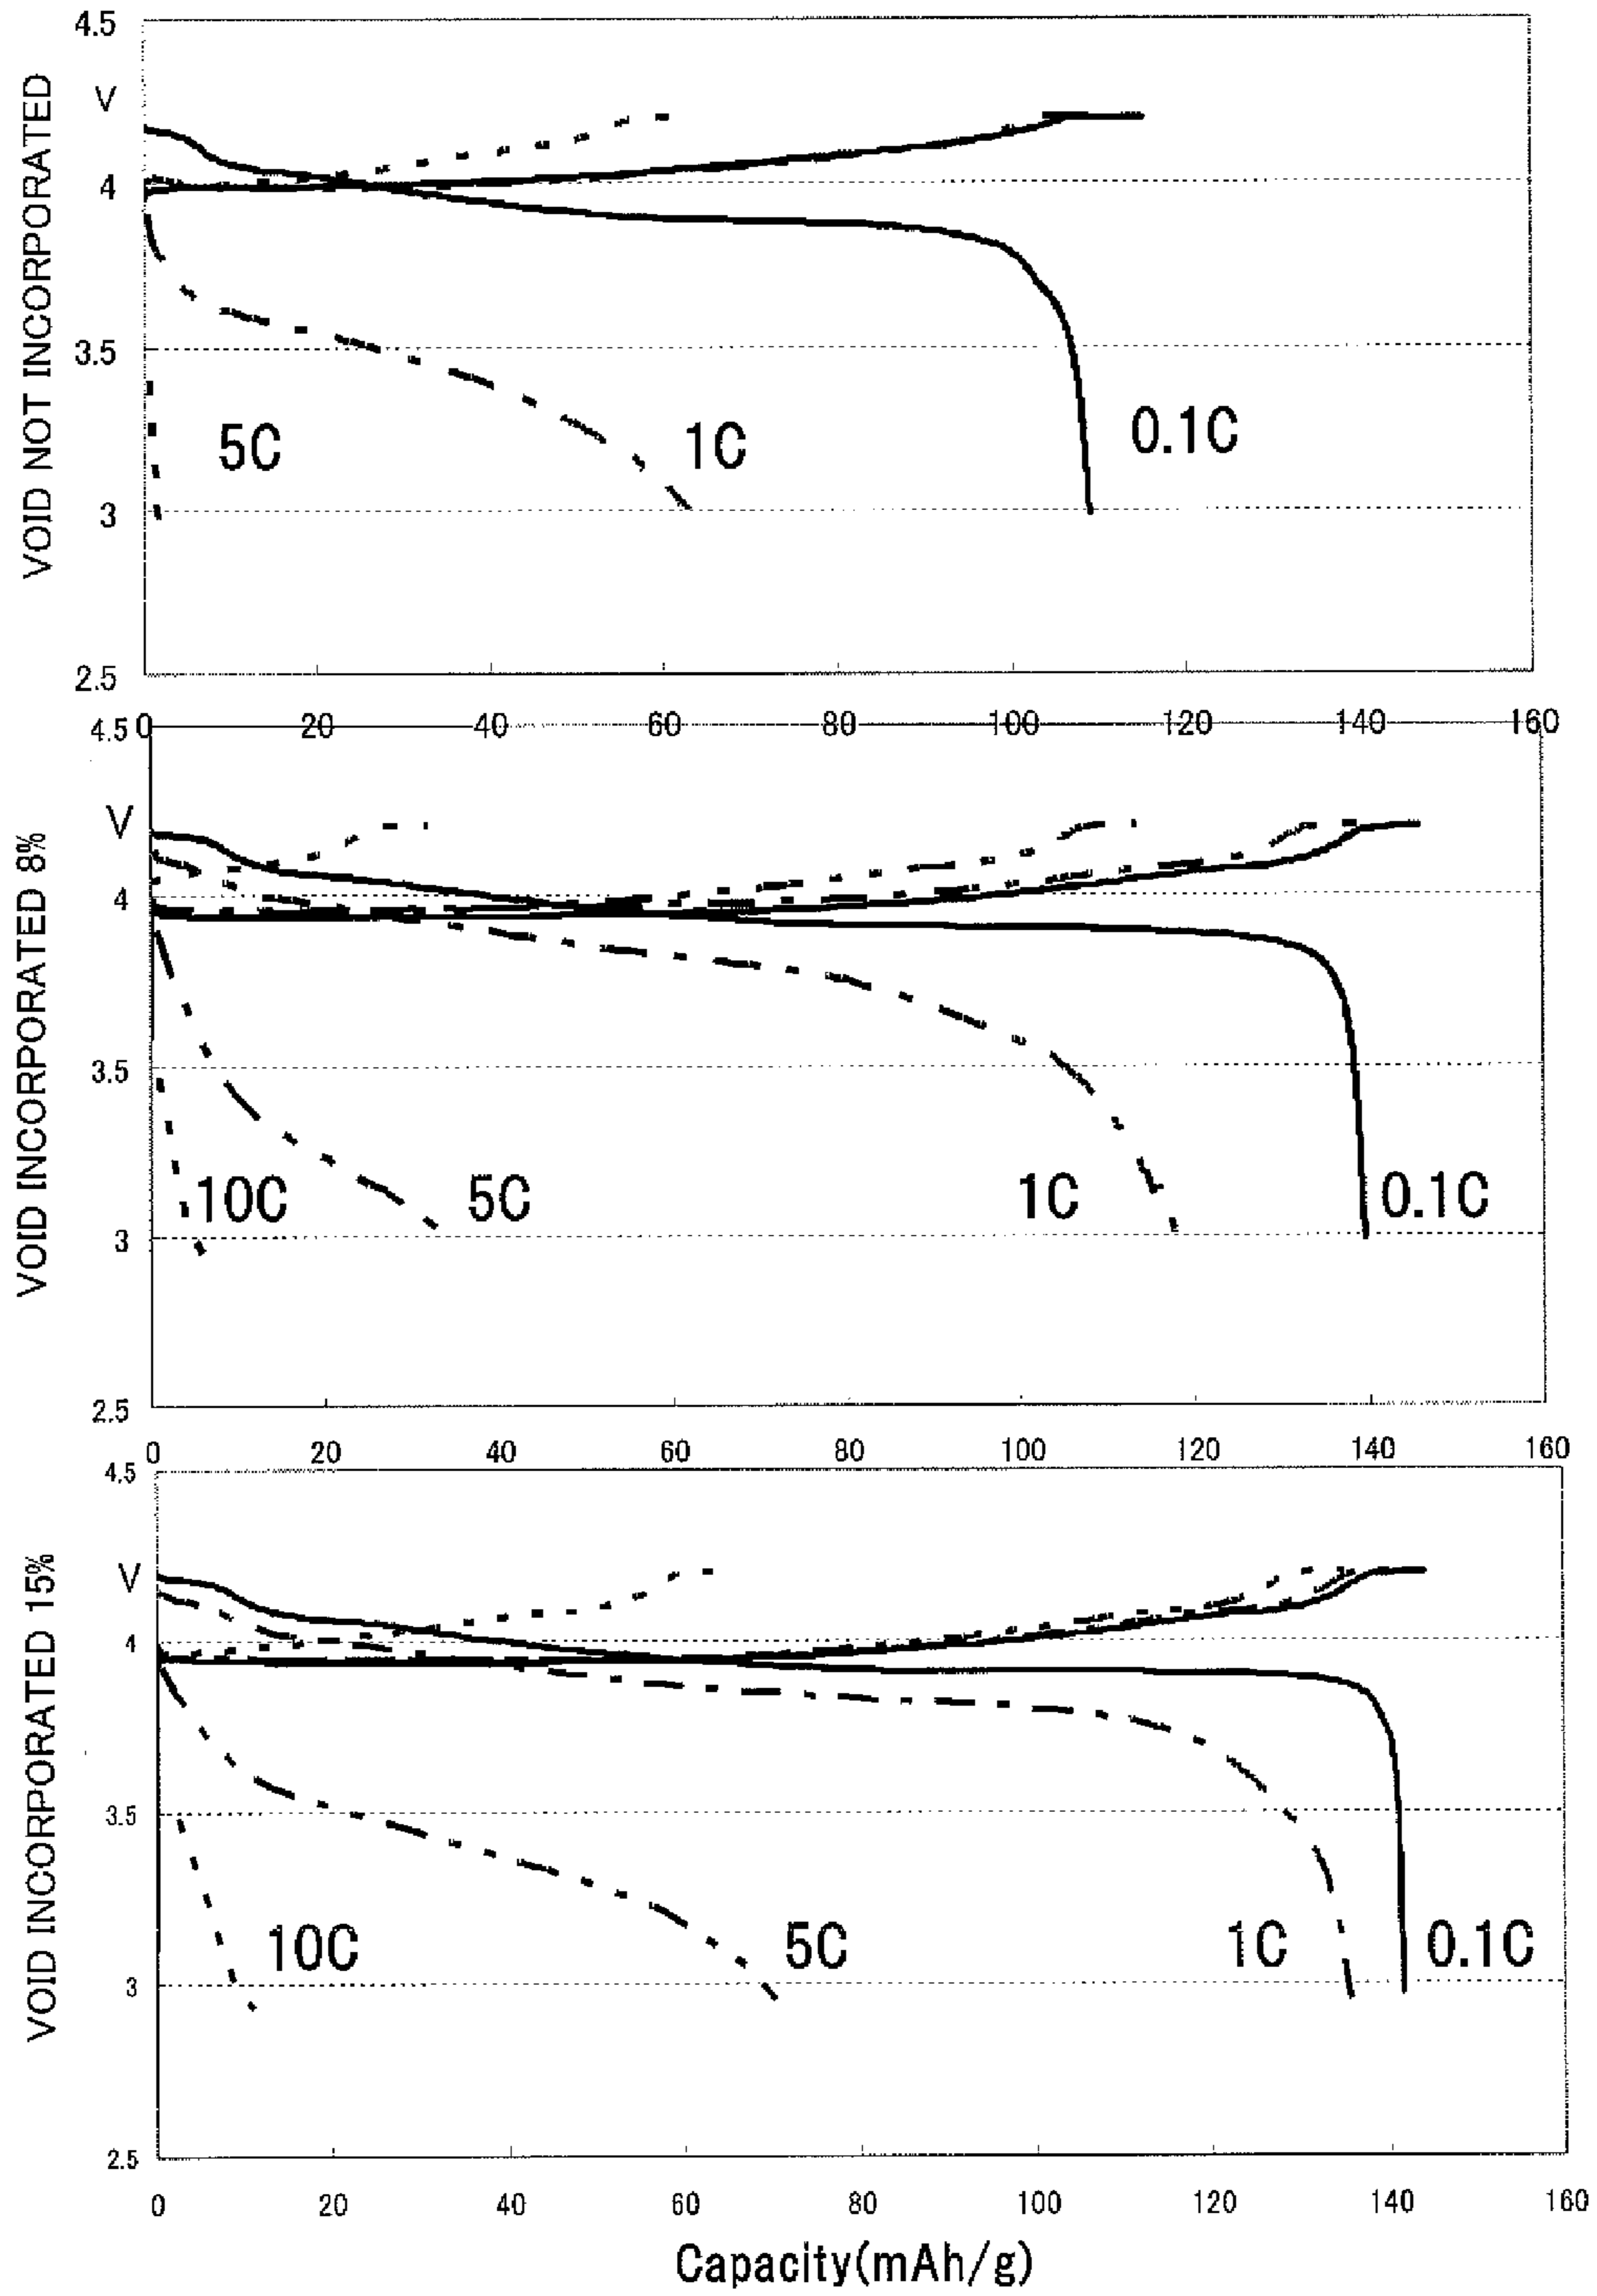 VOID NOT INCORPORATED
4.5
V
4
3.5
3
2.5
5C
1C
0.1C
0 20 40 60 80 100 120 140 160
VOID INCORPORATED 8%
4.5
V
4
3.5
3
2.5
10C
5C
1C
0.1C
0 20 40 60 80 100 120 140 160
VOID INCORPORATED 15%
4.5
V
4
3.5
3
2.5
10C
5C
1C
0.1C
0 20 40 60 80 100 120 140 160
Capacity(mAh/g)